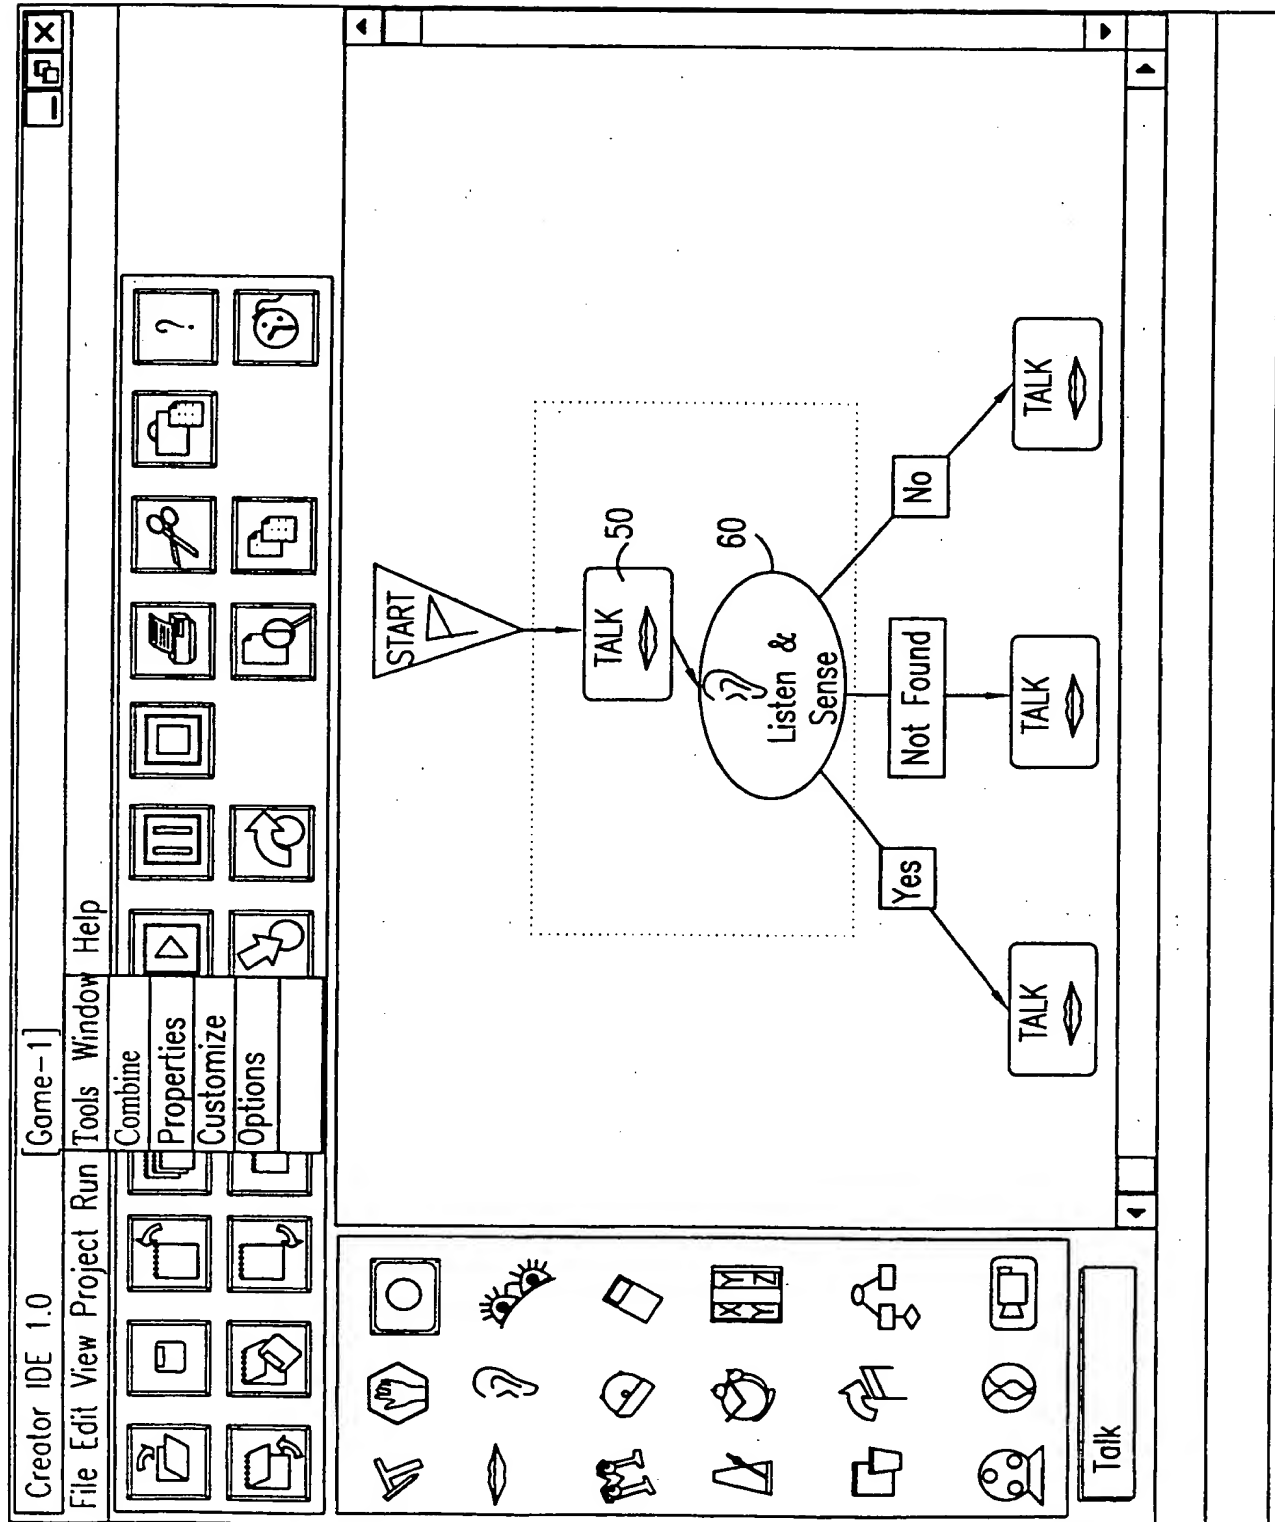 Creator IDE 1.0 [Game-1]
File Edit View Project Run Tools Window Help
Combine
Properties
Customize
Options
?
START
TALK
50
Listen &
Sense
60
Yes
Not Found
No
TALK
TALK
TALK
X Y
Y Z
Talk